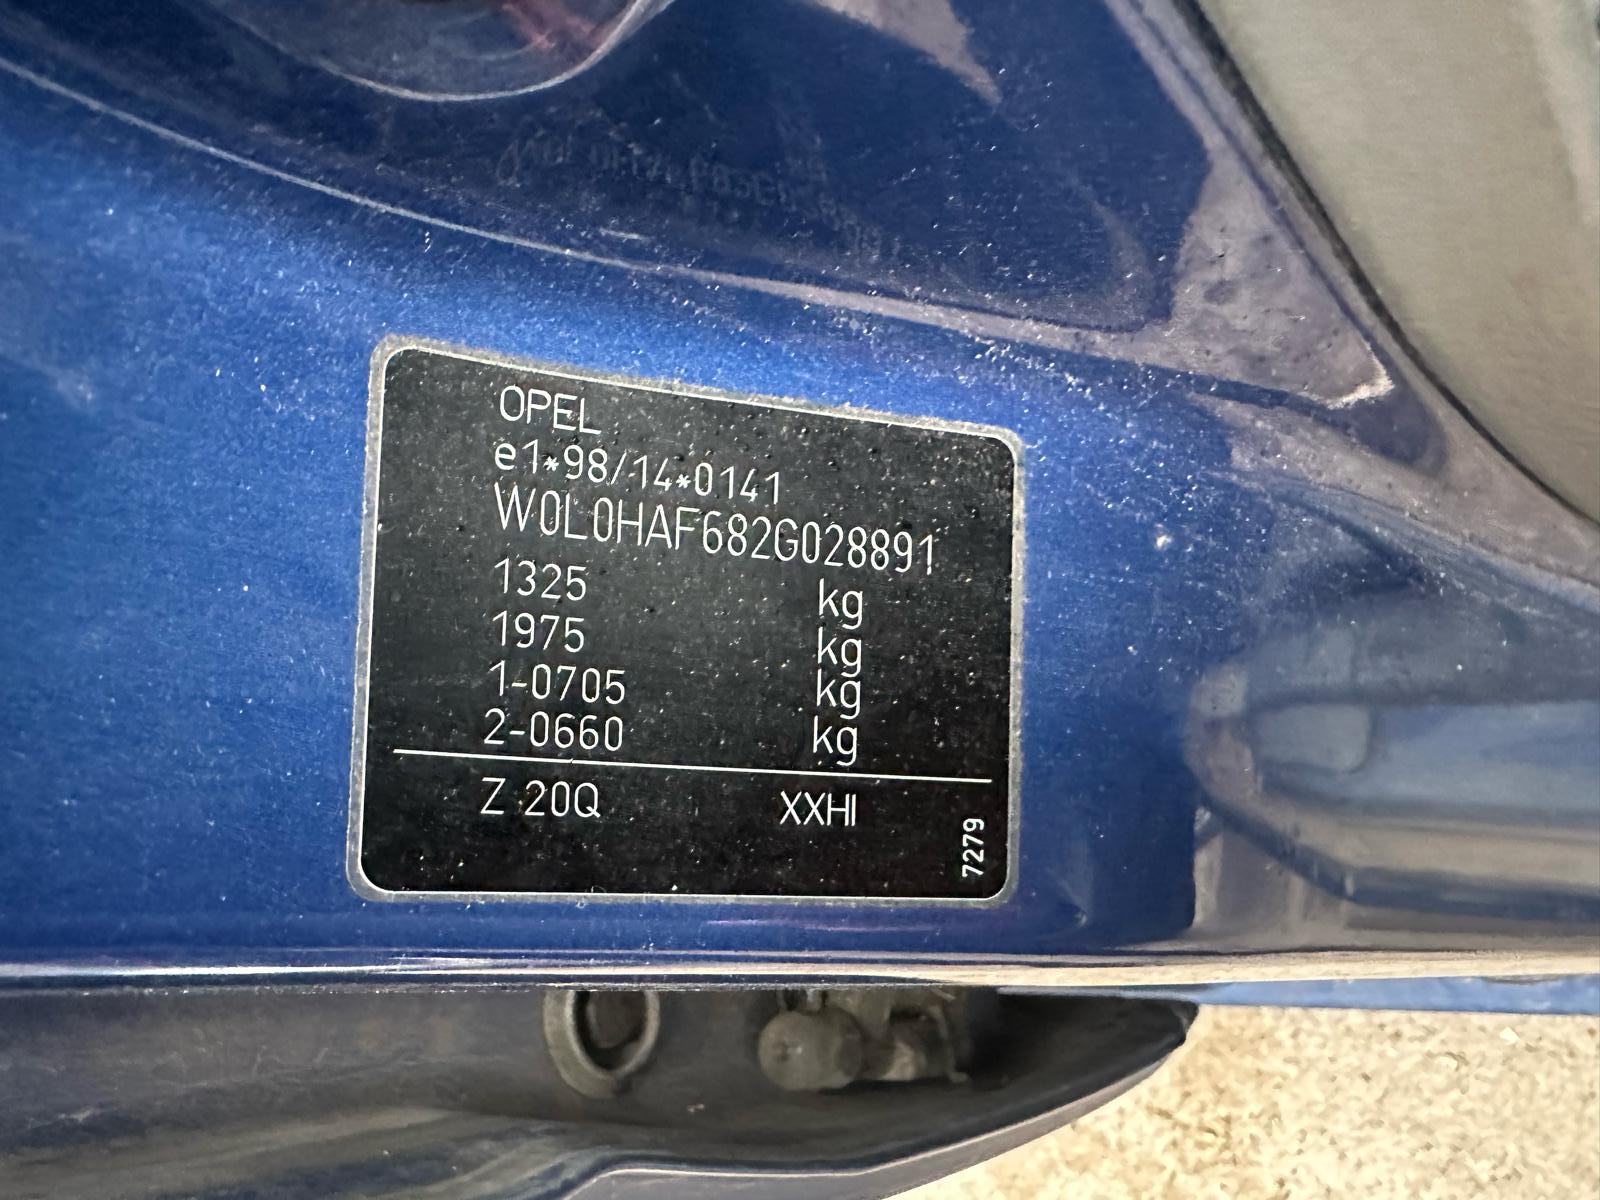 OPEL
e1*98/14*0141
W0L0HAF682G028891
1325 kg
1975 kg
1-0705 kg
2-0660 kg
Z 20Q XXHI
7279